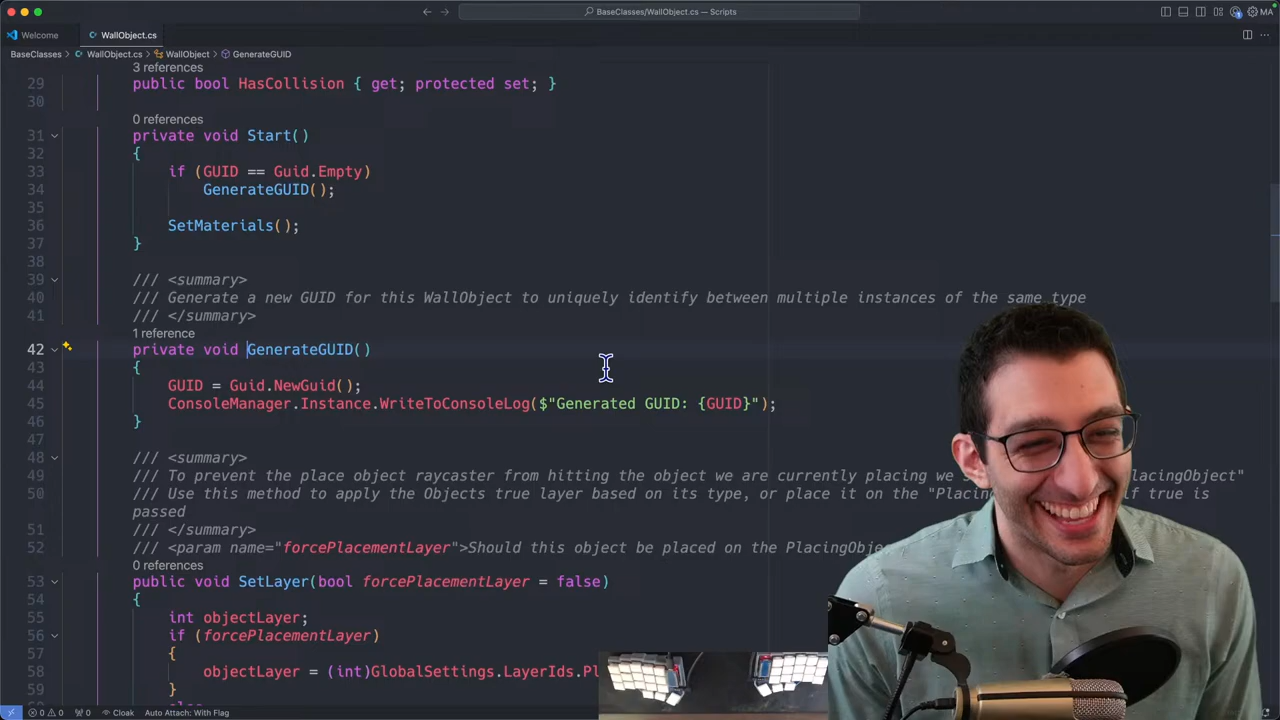 BaseClasses/WallObject.cs — Scripts
MA
Welcome
WallObject.cs
BaseClasses > WallObject.cs > WallObject > GenerateGUID
3 references
29 public bool HasCollision { get; protected set; }
30
0 references
31 private void Start()
32 {
33 if (GUID == Guid.Empty)
34 GenerateGUID();
35
36 SetMaterials();
37 }
38
39 /// <summary>
40 /// Generate a new GUID for this WallObject to uniquely identify between multiple instances of the same type
41 /// </summary>
1 reference
42 private void GenerateGUID()
43 {
44 GUID = Guid.NewGuid();
45 ConsoleManager.Instance.WriteToConsoleLog($"Generated GUID: {GUID}");
46 }
47
48 /// <summary>
49 /// To prevent the place object raycaster from hitting the object we are currently placing we s PlacingObject"
50 /// Use this method to apply the Objects true layer based on its type, or place it on the "Placin f true is
passed
51 /// </summary>
52 /// <param name="forcePlacementLayer">Should this object be placed on the PlacingObje
0 references
53 public void SetLayer(bool forcePlacementLayer = false)
54 {
55 int objectLayer;
56 if (forcePlacementLayer)
57 {
58 objectLayer = (int)GlobalSettings.LayerIds.Pl
59 }
0 0 0 Cloak Auto Attach: With Flag